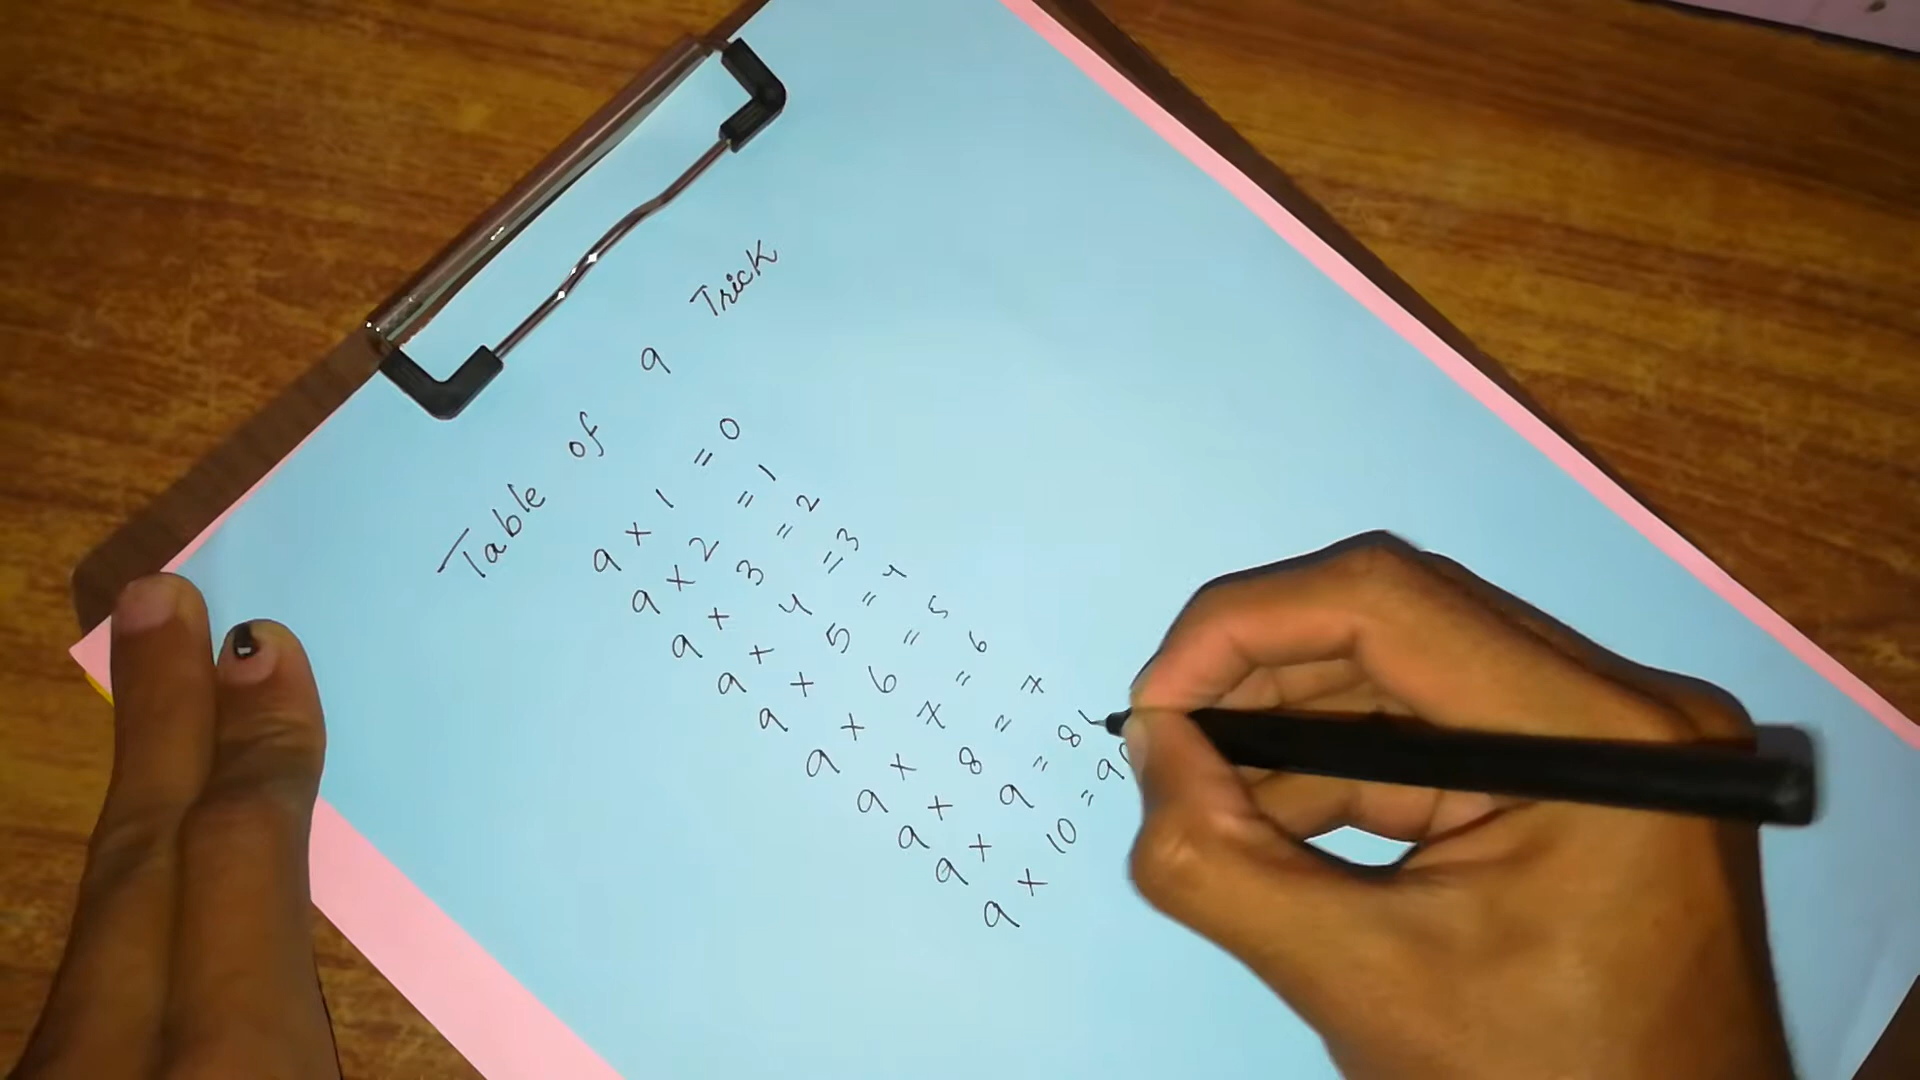 Table of 9 Trick
9 × 1 = 0
9 × 2 = 1
9 × 3 = 2
9 × 4 = 3
9 × 5 = 4
9 × 6 = 5
9 × 7 = 6
9 × 8 = 7
9 × 9 = 8
9 × 10 = 90